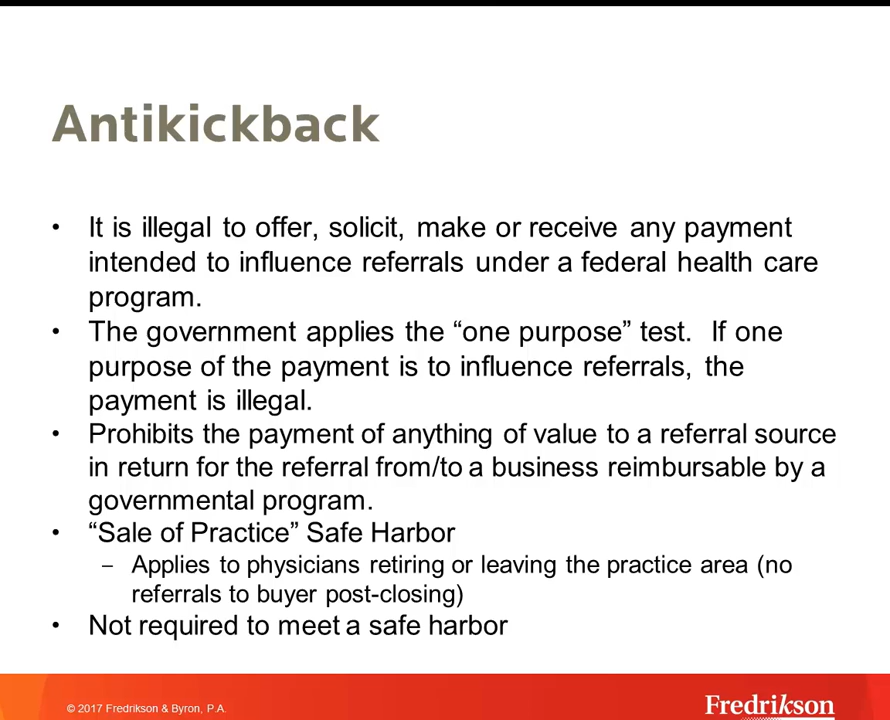 Antikickback
• It is illegal to offer, solicit, make or receive any payment
intended to influence referrals under a federal health care
program.
• The government applies the “one purpose” test.  If one
purpose of the payment is to influence referrals, the
payment is illegal.
• Prohibits the payment of anything of value to a referral source
in return for the referral from/to a business reimbursable by a
governmental program.
• “Sale of Practice” Safe Harbor
– Applies to physicians retiring or leaving the practice area (no
referrals to buyer post-closing)
• Not required to meet a safe harbor
© 2017 Fredrikson & Byron, P.A.
Fredrikson